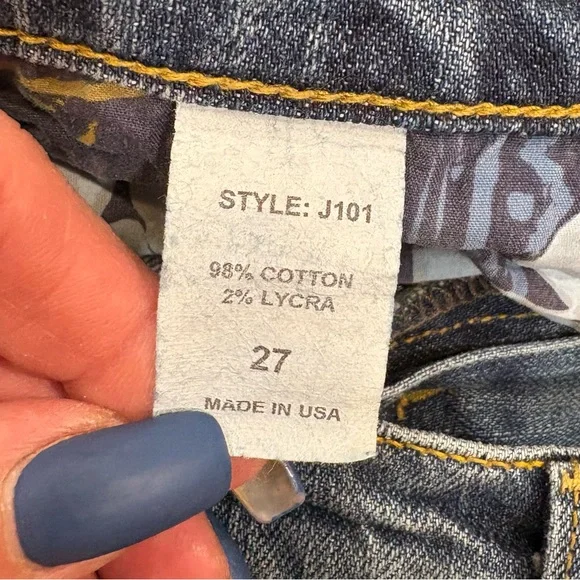 STYLE: J101
98% COTTON
2% LYCRA
27
MADE IN USA